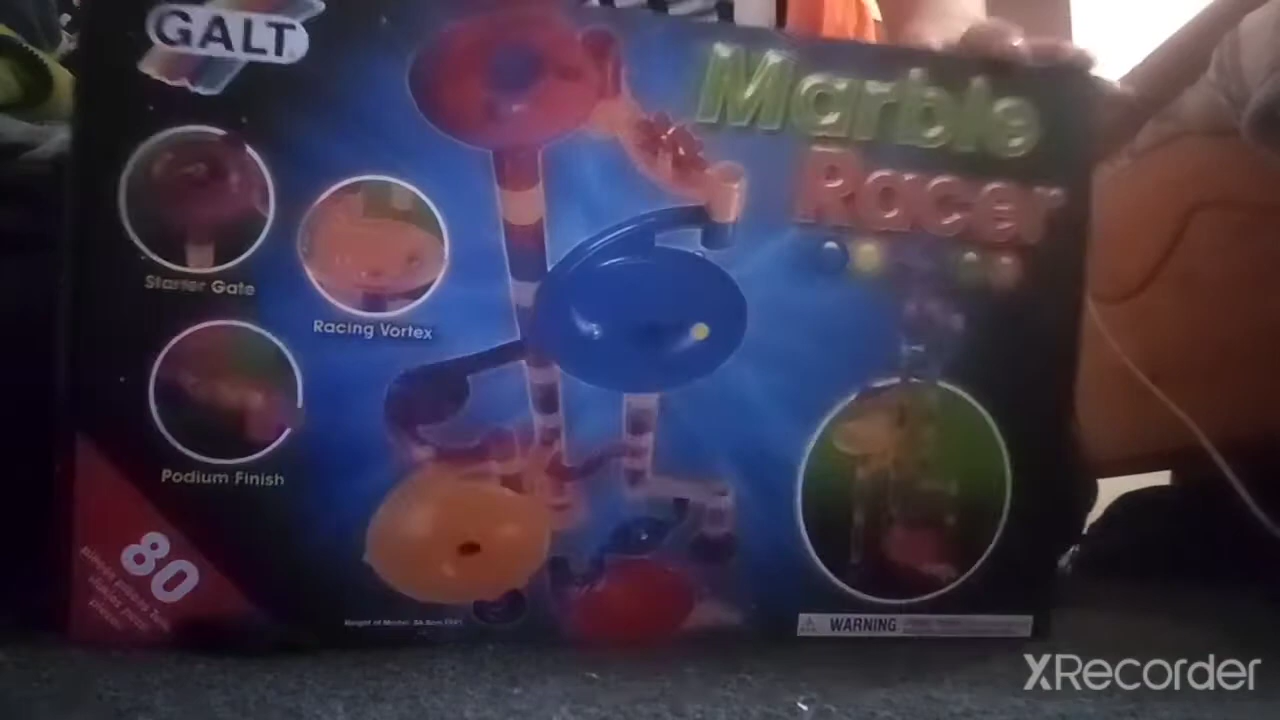 GALT
Marble
Racer
Starter Gate
Racing Vortex
Podium Finish
80
WARNING
XRecorder